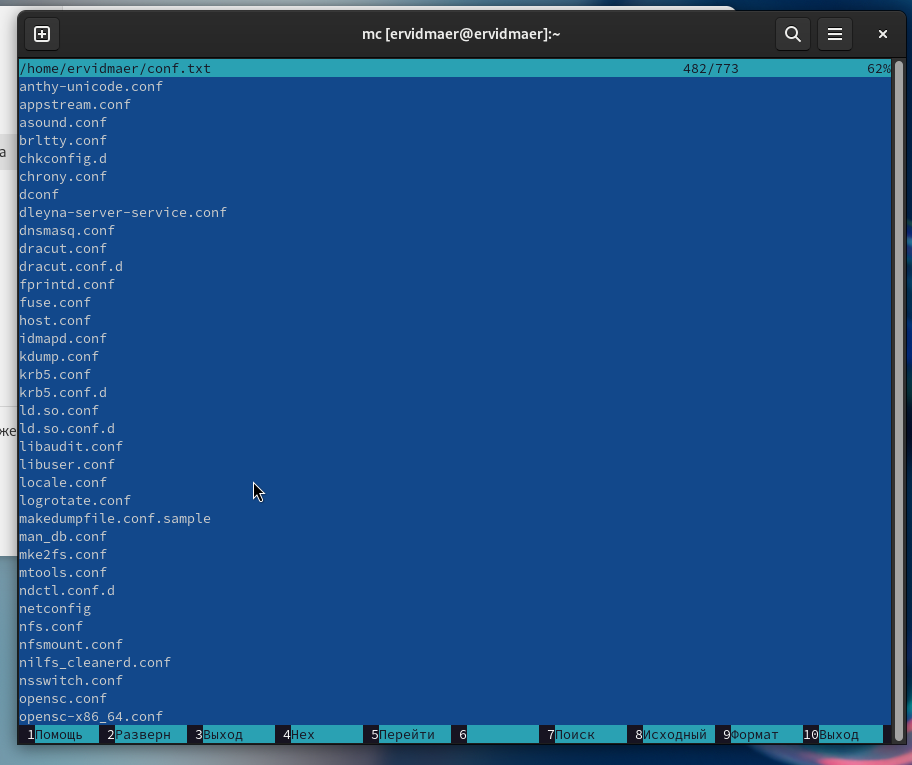 mc [ervidmaer@ervidmaer]:~
/home/ervidmaer/conf.txt 482/773 62%
anthy-unicode.conf
appstream.conf
asound.conf
brltty.conf
chkconfig.d
chrony.conf
dconf
dleyna-server-service.conf
dnsmasq.conf
dracut.conf
dracut.conf.d
fprintd.conf
fuse.conf
host.conf
idmapd.conf
kdump.conf
krb5.conf
krb5.conf.d
ld.so.conf
ld.so.conf.d
libaudit.conf
libuser.conf
locale.conf
logrotate.conf
makedumpfile.conf.sample
man_db.conf
mke2fs.conf
mtools.conf
ndctl.conf.d
netconfig
nfs.conf
nfsmount.conf
nilfs_cleanerd.conf
nsswitch.conf
opensc.conf
opensc-x86_64.conf
1Помощь 2Разверн 3Выход 4Hex 5Перейти 6 7Поиск 8Исходный 9Формат 10Выход
а
же